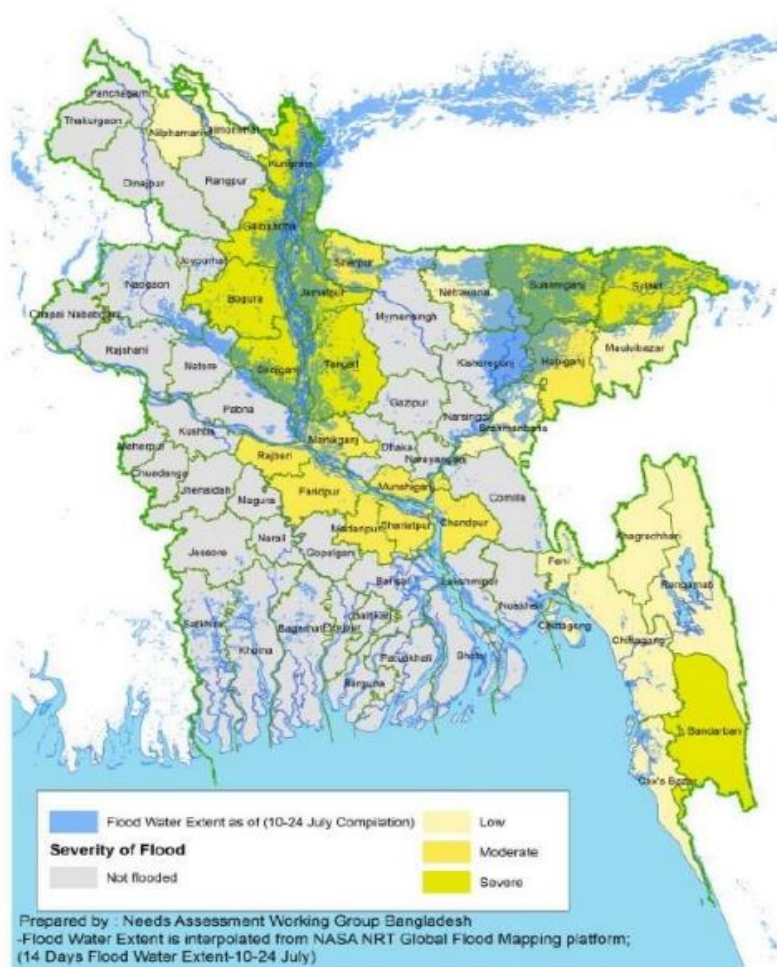 Panchagarh
Thakurgaon
Nilphamari
Lalmonirhat
Kurigram
Dinajpur
Rangpur
Gaibandha
Joypurhat
Sherpur
Naogaon
Bogura
Jamalpur
Netrakona
Sunamganj
Sylhet
Chapai Nababganj
Mymensingh
Rajshahi
Natore
Sirajganj
Tangail
Kishoreganj
Habiganj
Maulvibazar
Pabna
Gazipur
Narsingdi
Brahmanbaria
Kushtia
Manikganj
Dhaka
Meherpur
Rajbari
Narayanganj
Chuadanga
Jhenaidah
Faridpur
Munshiganj
Comilla
Magura
Madaripur
Shariatpur
Chandpur
Khagrachhari
Jessore
Narail
Gopalganj
Feni
Rangamati
Barisal
Lakshmipur
Noakhali
Satkhira
Khulna
Bagerhat
Pirojpur
Jhalokati
Chittagong
Chittagong
Patuakhali
Bhola
Barguna
Bandarban
Cox's Bazar
Flood Water Extent as of (10-24 July Compilation)
Low
Severity of Flood
Moderate
Not flooded
Severe
Prepared by : Needs Assessment Working Group Bangladesh
-Flood Water Extent is interpolated from NASA NRT Global Flood Mapping platform;
(14 Days Flood Water Extent-10-24 July)